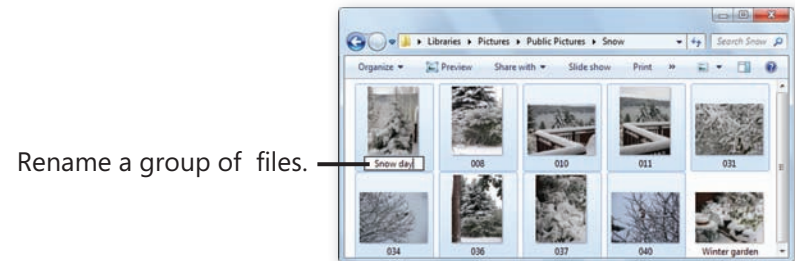 Libraries ▸ Pictures ▸ Public Pictures ▸ Snow
Search Snow
Organize ▾ Preview Share with ▾ Slide show Print »
Rename a group of files.
Snow day 008 010 011 031
034 036 037 040 Winter garden